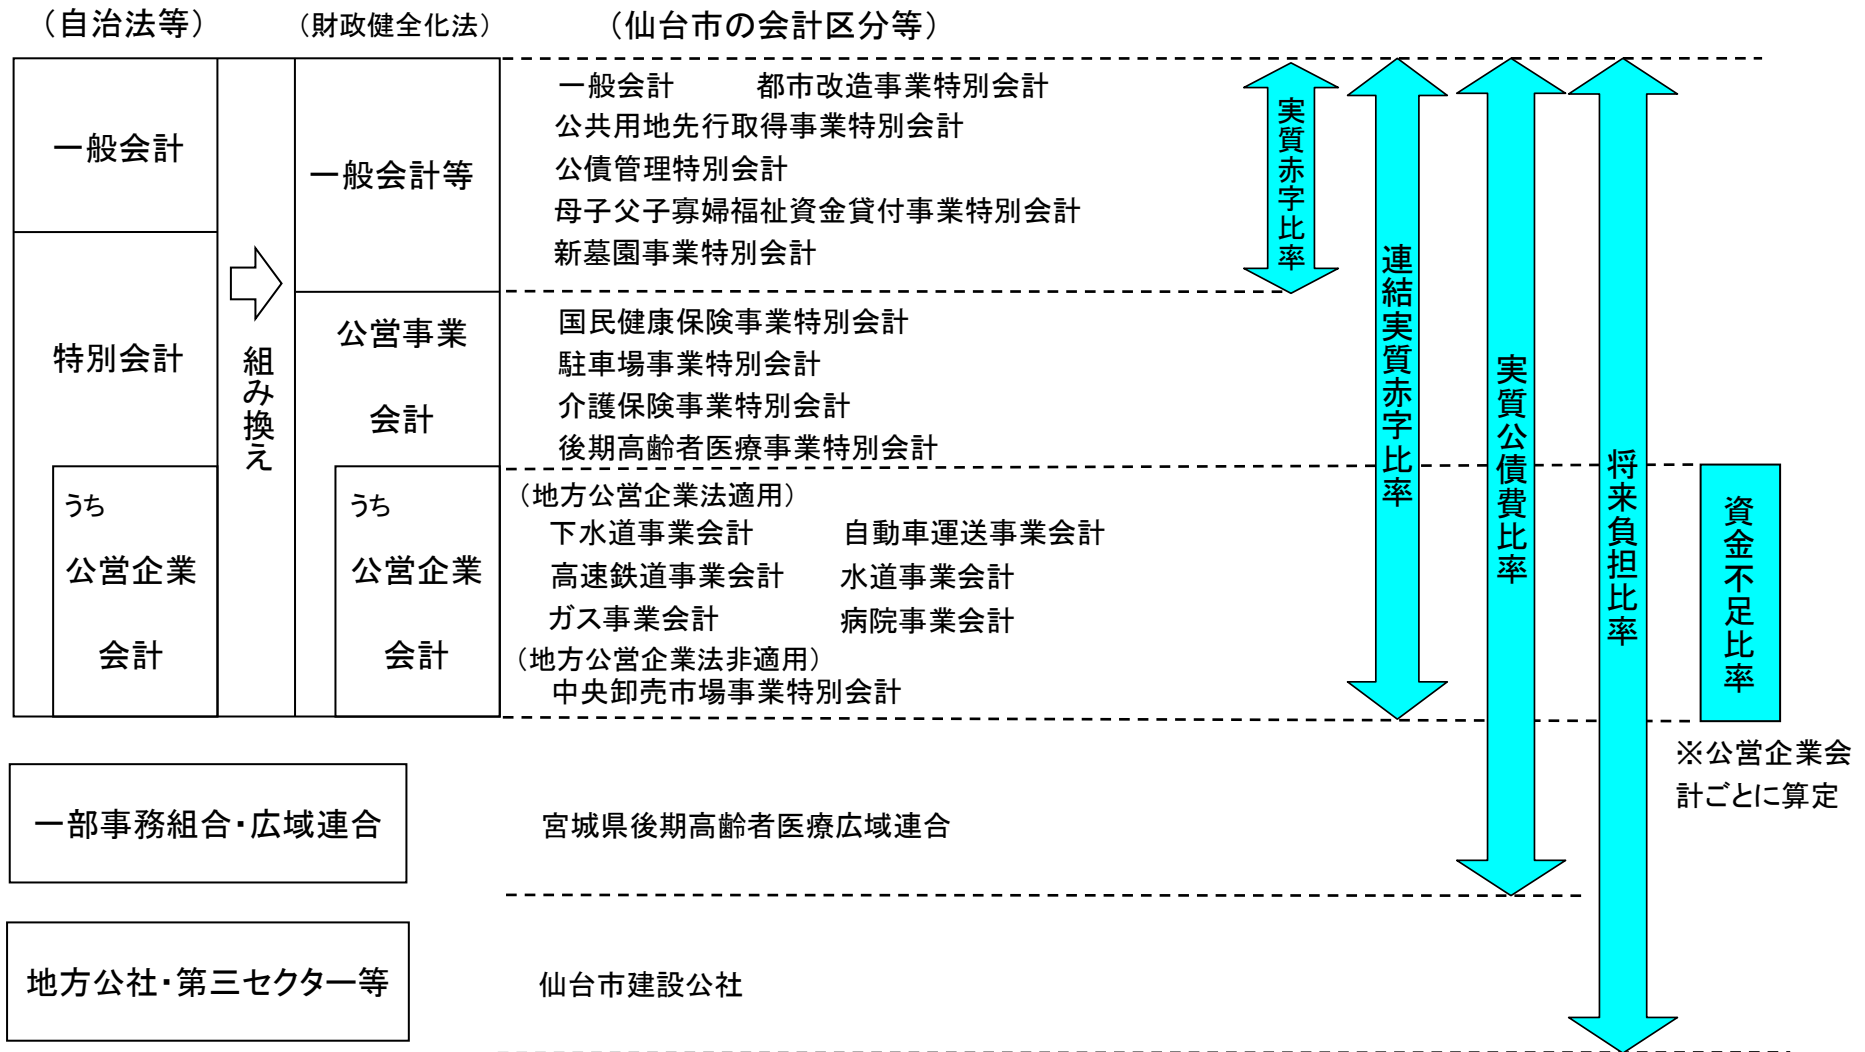 （自治法等）
（財政健全化法）
（仙台市の会計区分等）
一般会計
特別会計
うち
公営企業
会計
組み換え
一般会計等
公営事業
会計
うち
公営企業
会計
一般会計　都市改造事業特別会計
公共用地先行取得事業特別会計
公債管理特別会計
母子父子寡婦福祉資金貸付事業特別会計
新墓園事業特別会計
国民健康保険事業特別会計
駐車場事業特別会計
介護保険事業特別会計
後期高齢者医療事業特別会計
（地方公営企業法適用）
下水道事業会計　自動車運送事業会計
高速鉄道事業会計　水道事業会計
ガス事業会計　病院事業会計
（地方公営企業法非適用）
中央卸売市場事業特別会計
実質赤字比率
連結実質赤字比率
実質公債費比率
将来負担比率
資金不足比率
※公営企業会
計ごとに算定
一部事務組合・広域連合
宮城県後期高齢者医療広域連合
地方公社・第三セクター等
仙台市建設公社